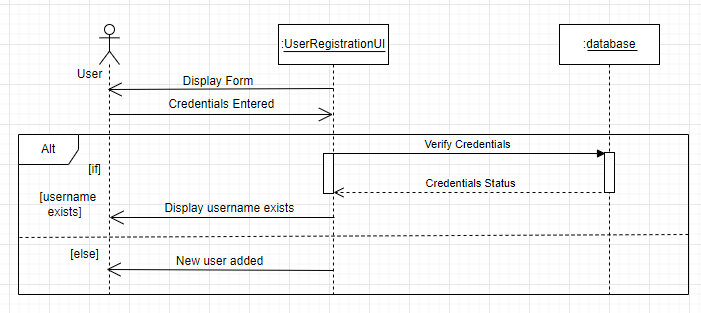 :UserRegistrationUI
:database
User
Display Form
Credentials Entered
Alt
Verify Credentials
[if]
Credentials Status
[username
exists]
Display username exists
[else]
New user added